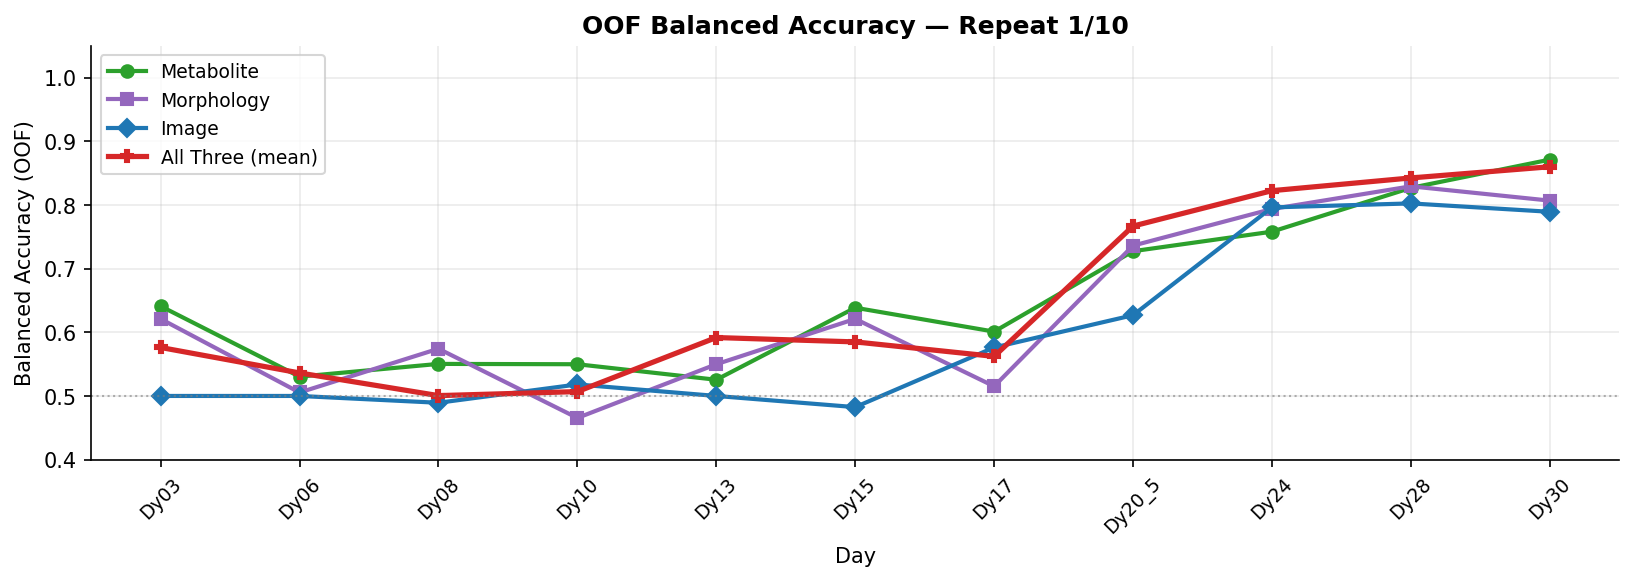 OOF Balanced Accuracy — Repeat 1/10
Metabolite
Morphology
Image
All Three (mean)
Balanced Accuracy (OOF)
1.0
0.9
0.8
0.7
0.6
0.5
0.4
Dy03 Dy06 Dy08 Dy10 Dy13 Dy15 Dy17 Dy20_5 Dy24 Dy28 Dy30
Day